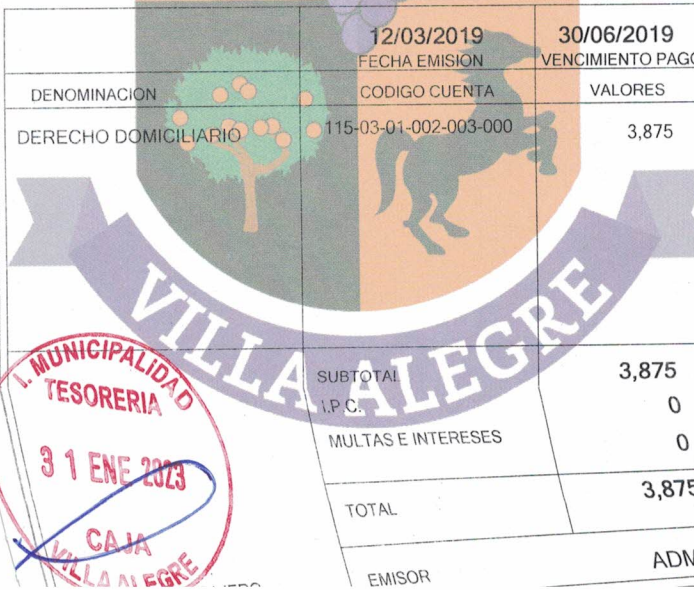 12/03/2019 30/06/2019
FECHA EMISION VENCIMIENTO PAGO
DENOMINACION CODIGO CUENTA VALORES
DERECHO DOMICILIARIO 115-03-01-002-003-000 3,875
VILLA ALEGRE
SUBTOTAL 3,875
I.P.C. 0
MULTAS E INTERESES 0
TOTAL 3,875
EMISOR ADM
I. MUNICIPALIDAD
TESORERIA
31 ENE 2023
CAJA
VILLA ALEGRE